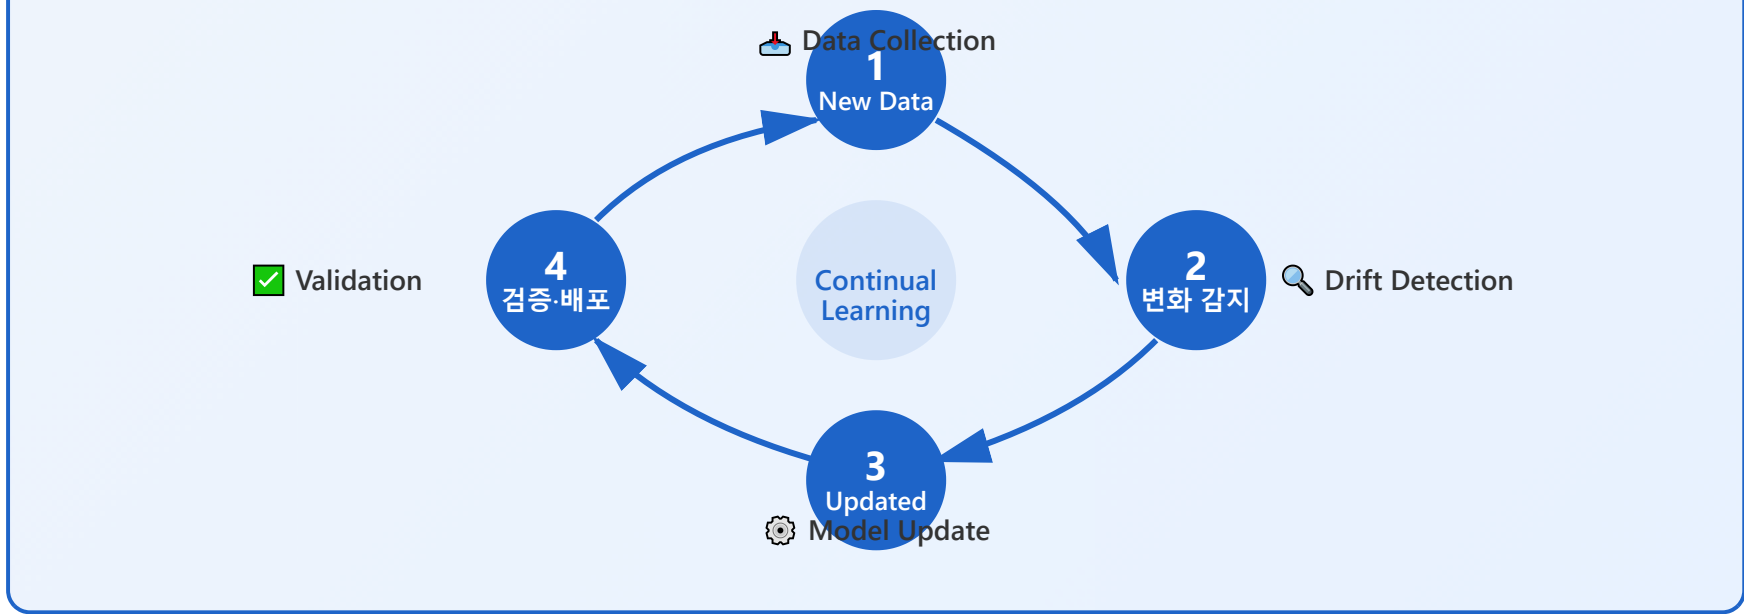 📥 Data Collection
1
New Data
4
검증·배포
✅ Validation
Continual
Learning
2
변화 감지
🔍 Drift Detection
3
Updated
⚙️ Model Update